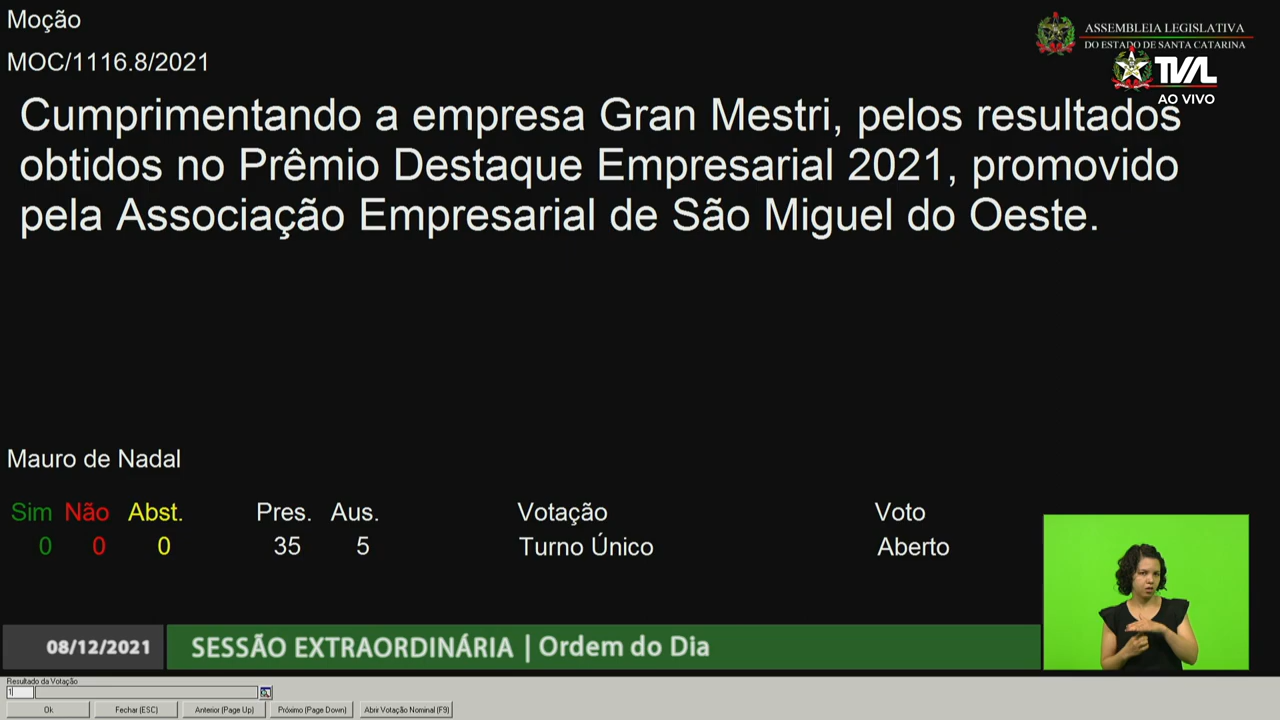 Moção
MOC/1116.8/2021
ASSEMBLEIA LEGISLATIVA
DO ESTADO DE SANTA CATARINA
TVAL
AO VIVO
Cumprimentando a empresa Gran Mestri, pelos resultados
obtidos no Prêmio Destaque Empresarial 2021, promovido
pela Associação Empresarial de São Miguel do Oeste.
Mauro de Nadal
Sim Não Abst. Pres. Aus. Votação Voto
0 0 0 35 5 Turno Único Aberto
08/12/2021 SESSÃO EXTRAORDINÁRIA | Ordem do Dia
Resultado da Votação
1
Ok Fechar (ESC) Anterior (Page Up) Próximo (Page Down) Abrir Votação Nominal (F9)